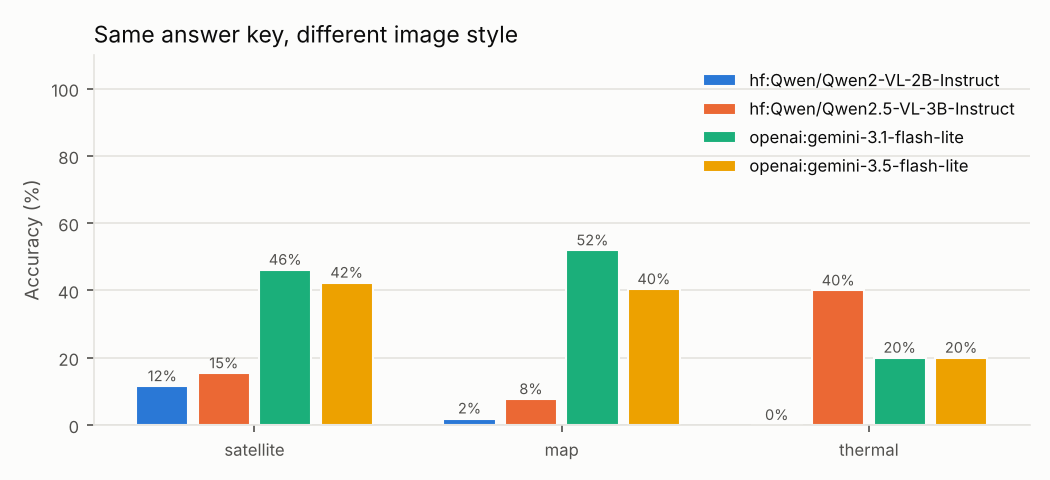 Same answer key, different image style
hf:Qwen/Qwen2-VL-2B-Instruct
hf:Qwen/Qwen2.5-VL-3B-Instruct
openai:gemini-3.1-flash-lite
openai:gemini-3.5-flash-lite
Accuracy (%)
100
80
60
40
20
0
12%
15%
46%
42%
2%
8%
52%
40%
0%
40%
20%
20%
satellite
map
thermal